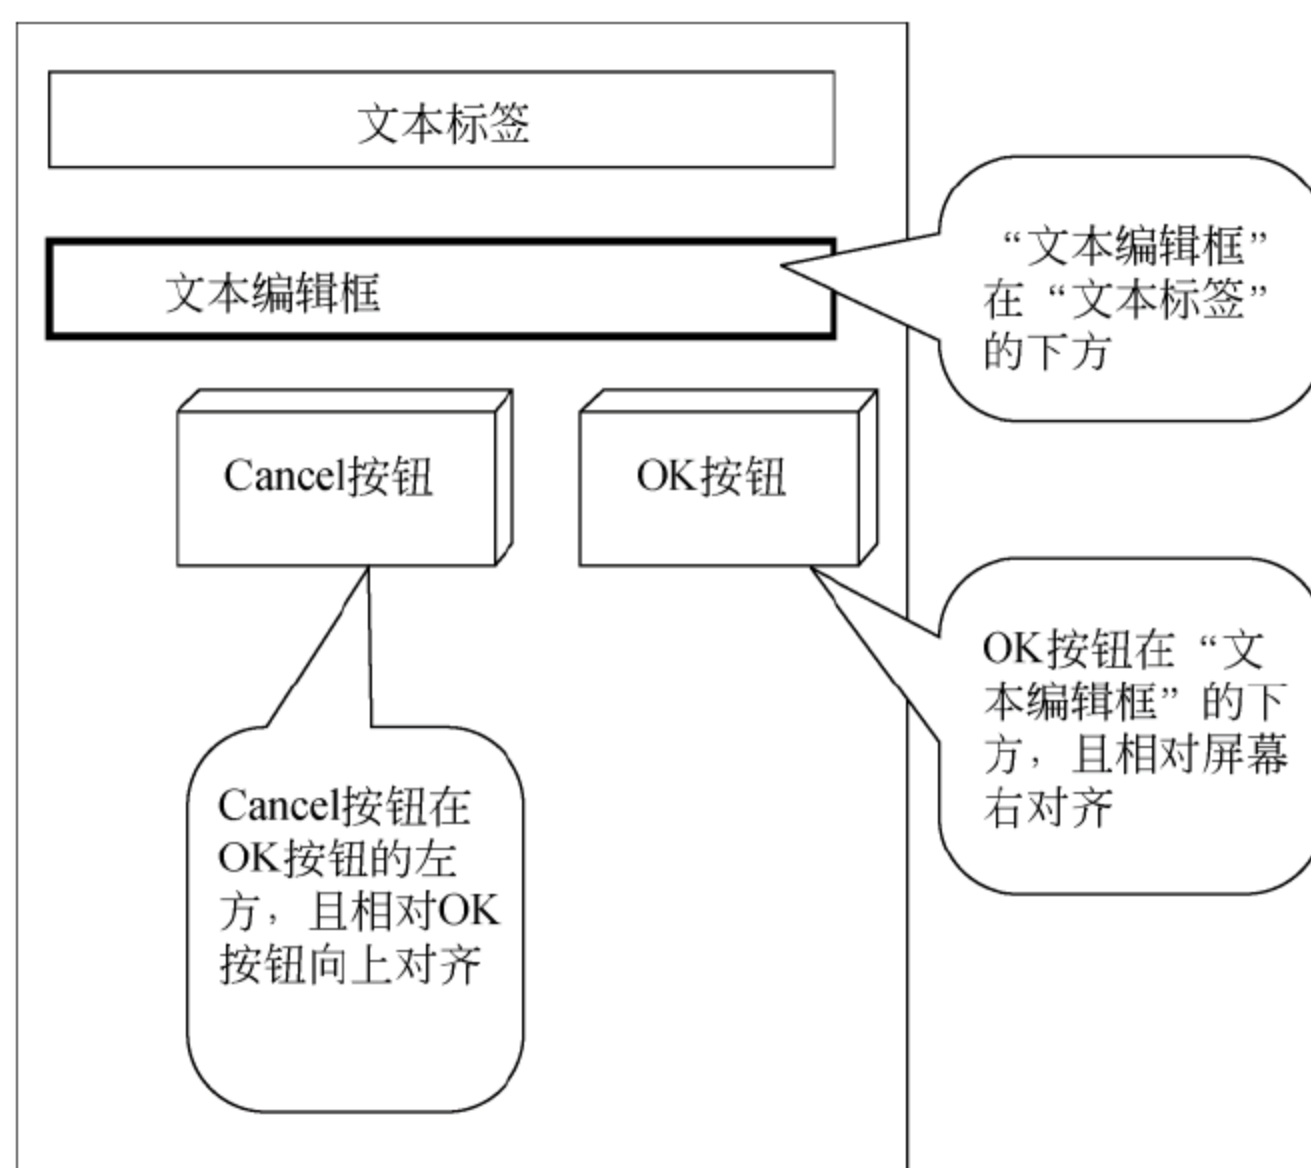 文本标签
文本编辑框
“文本编辑框”
在“文本标签”
的下方
Cancel按钮
OK按钮
OK按钮在“文
本编辑框”的下
方，且相对屏幕
右对齐
Cancel按钮在
OK按钮的左
方，且相对OK
按钮向上对齐